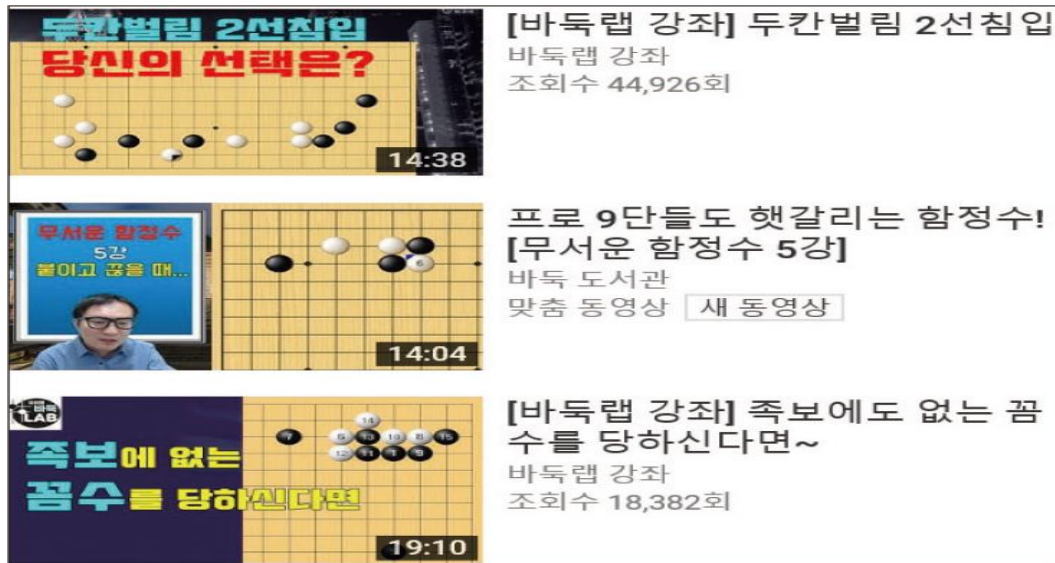 두칸벌림 2선침입
당신의 선택은?
14:38
[바둑랩 강좌] 두칸벌림 2선침입
바둑랩 강좌
조회수 44,926회
무서운 함정수
5강
붙이고 끊을 때...
6
14:04
프로 9단들도 헷갈리는 함정수!
[무서운 함정수 5강]
바둑 도서관
맞춤 동영상 새 동영상
바둑
LAB
족보에 없는
꼼수를 당하신다면
14
7 5 13 10 8 15
12 11 1 9
19:10
[바둑랩 강좌] 족보에도 없는 꼼
수를 당하신다면~
바둑랩 강좌
조회수 18,382회